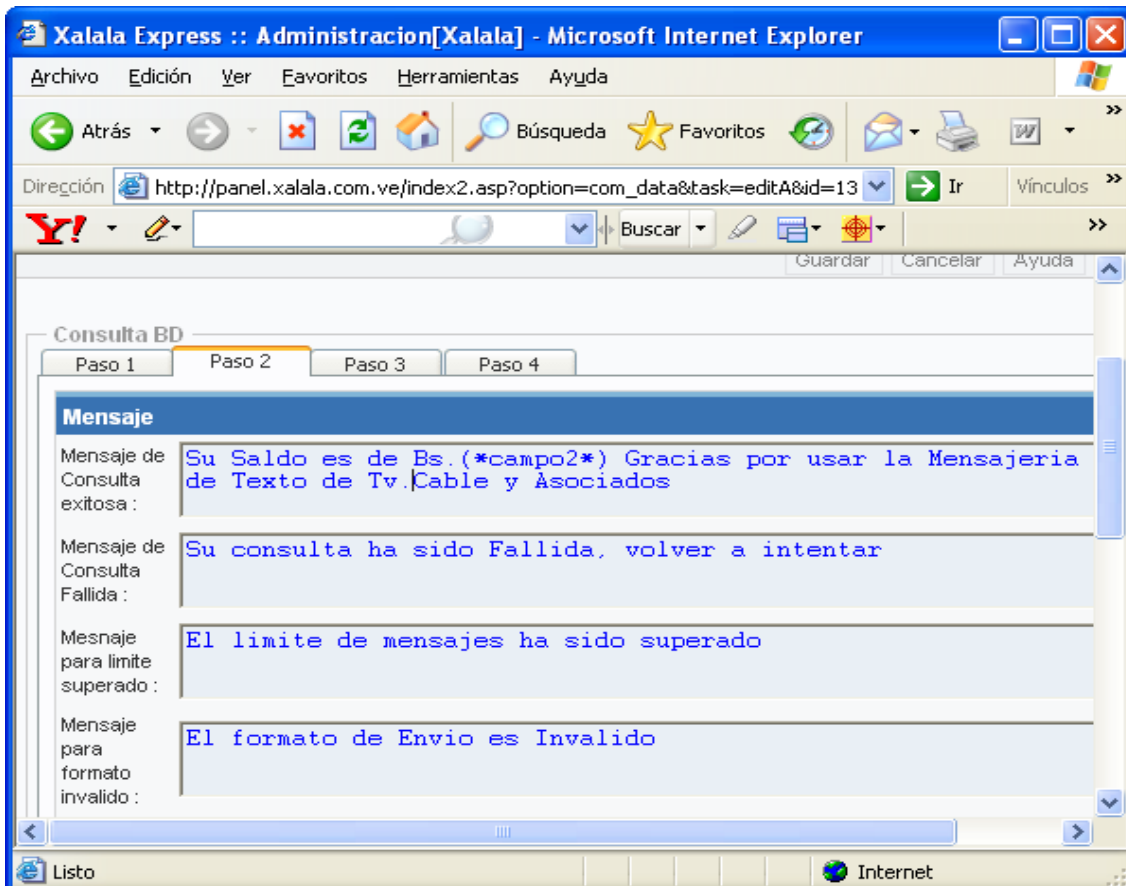 Xalala Express :: Administracion[Xalala] - Microsoft Internet Explorer
Archivo Edición Ver Favoritos Herramientas Ayuda
Atrás Búsqueda Favoritos
Dirección http://panel.xalala.com.ve/index2.asp?option=com_data&task=editA&id=13 Ir Vínculos
Y! Buscar
Guardar Cancelar Ayuda
Consulta BD
Paso 1 Paso 2 Paso 3 Paso 4
Mensaje
Mensaje de
Consulta
exitosa :
Su Saldo es de Bs.(*campo2*) Gracias por usar la Mensajeria
de Texto de Tv.Cable y Asociados
Mensaje de
Consulta
Fallida :
Su consulta ha sido Fallida, volver a intentar
Mesnaje
para limite
superado :
El limite de mensajes ha sido superado
Mensaje
para
formato
invalido :
El formato de Envio es Invalido
Listo Internet